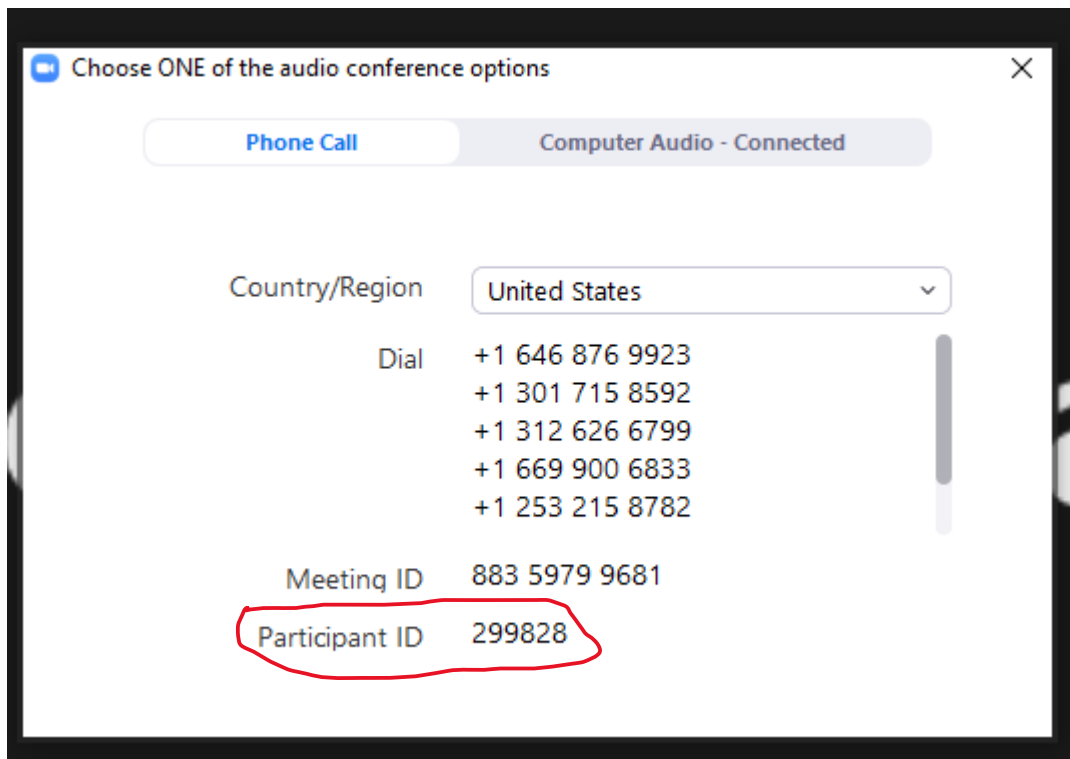 Choose ONE of the audio conference options
Phone Call
Computer Audio - Connected
Country/Region United States
Dial +1 646 876 9923
+1 301 715 8592
+1 312 626 6799
+1 669 900 6833
+1 253 215 8782
Meeting ID 883 5979 9681
Participant ID 299828